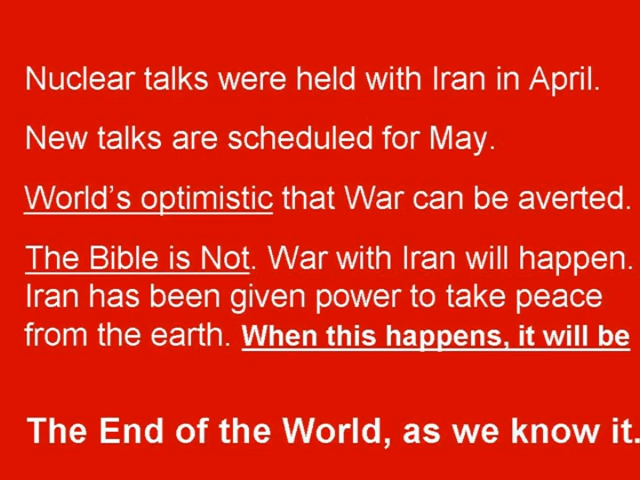 Nuclear talks were held with Iran in April.
New talks are scheduled for May.
World's optimistic that War can be averted.
The Bible is Not. War with Iran will happen.
Iran has been given power to take peace
from the earth. When this happens, it will be
The End of the World, as we know it.